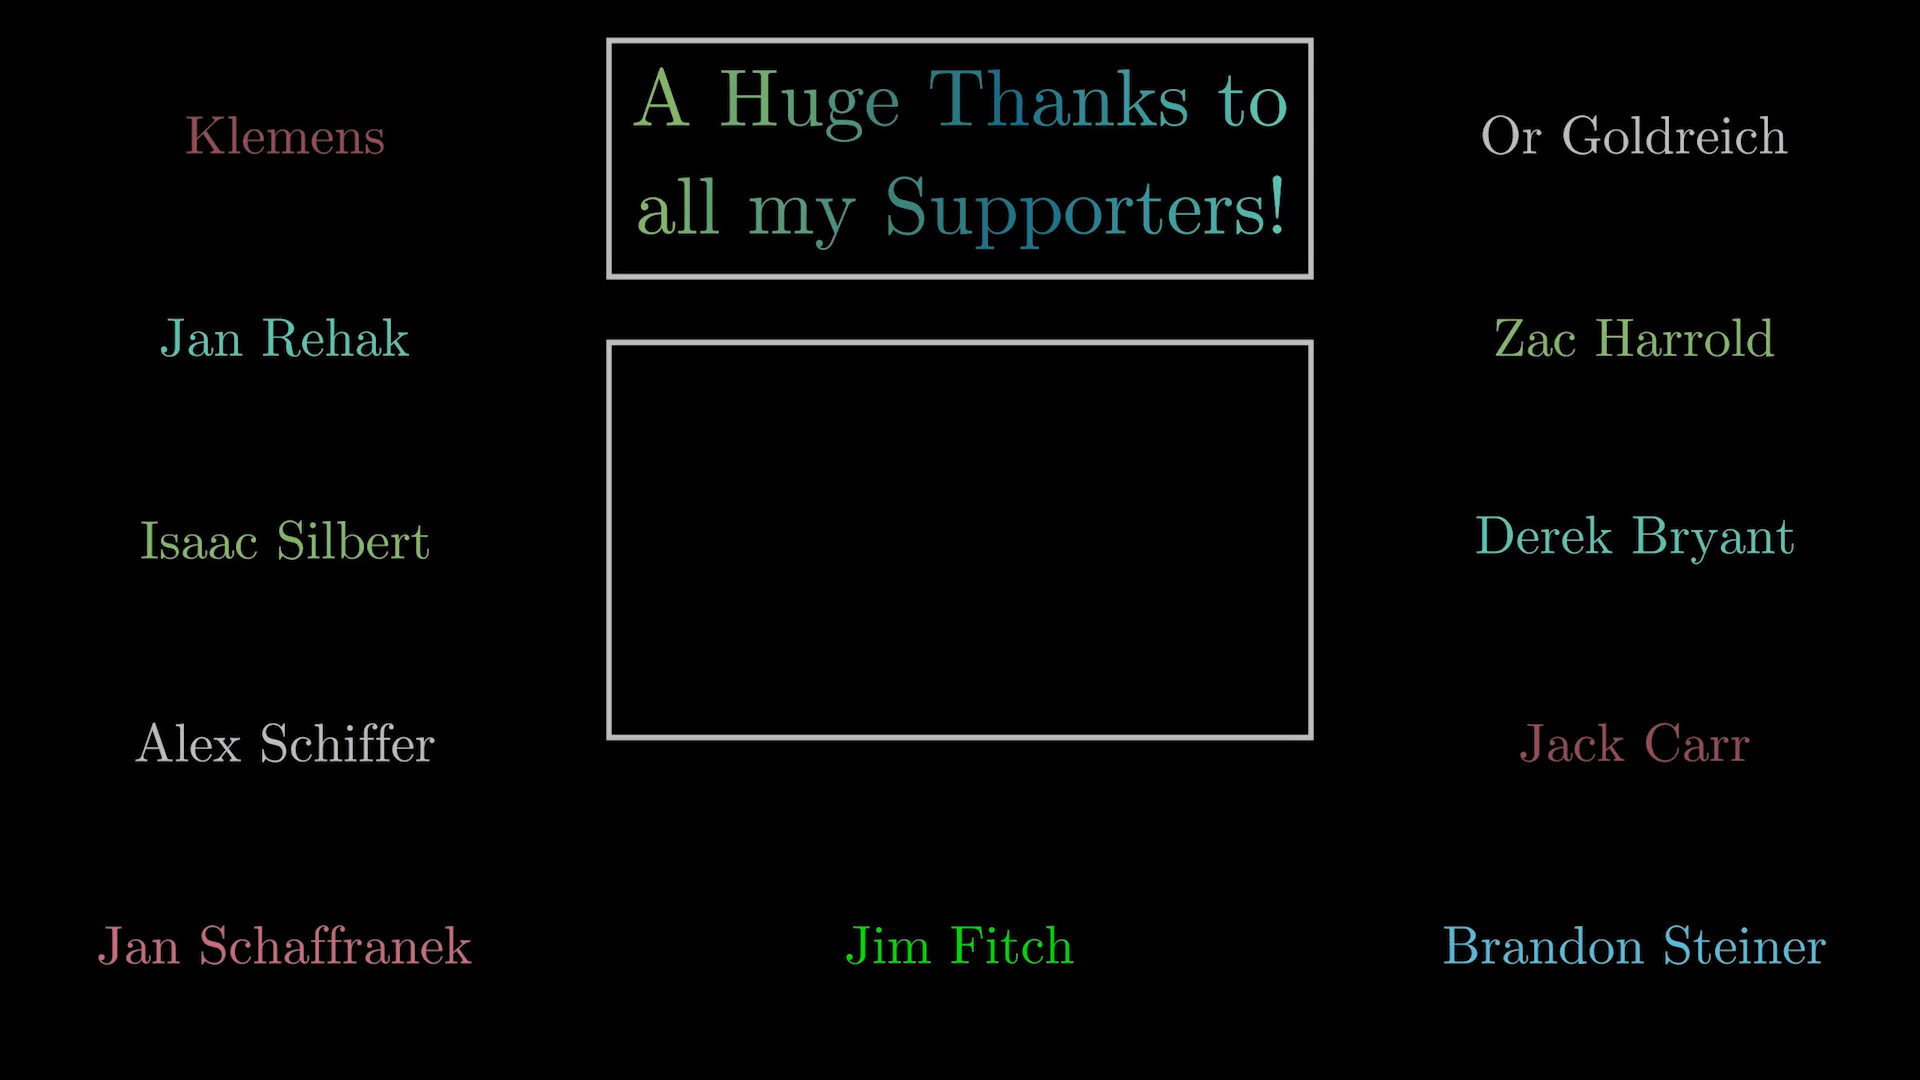 A Huge Thanks to
all my Supporters!
Klemens
Or Goldreich
Jan Rehak
Zac Harrold
Isaac Silbert
Derek Bryant
Alex Schiffer
Jack Carr
Jan Schaffranek
Jim Fitch
Brandon Steiner